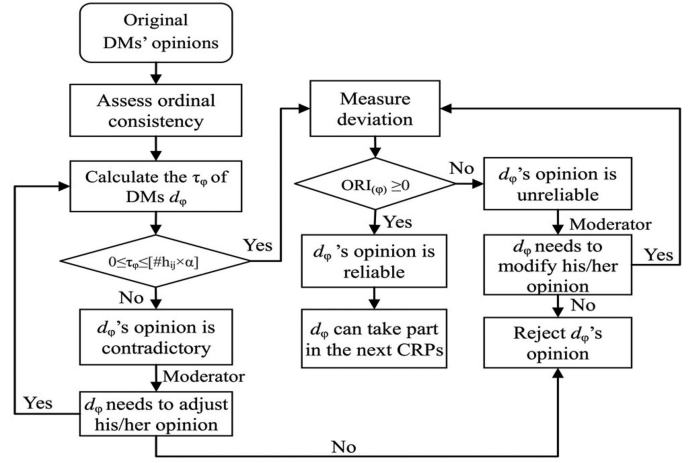 Original
DMs' opinions
Assess ordinal
consistency
Calculate the τφ of
DMs dφ
0≤τφ≤[#hij×α]
Yes
No
dφ's opinion is
contradictory
Moderator
dφ needs to adjust
his/her opinion
Yes
No
Measure
deviation
ORI(φ) ≥0
No
Yes
dφ 's opinion is
reliable
dφ can take part
in the next CRPs
dφ's opinion is
unreliable
Moderator
dφ needs to
modify his/her
opinion
Yes
No
Reject dφ's
opinion